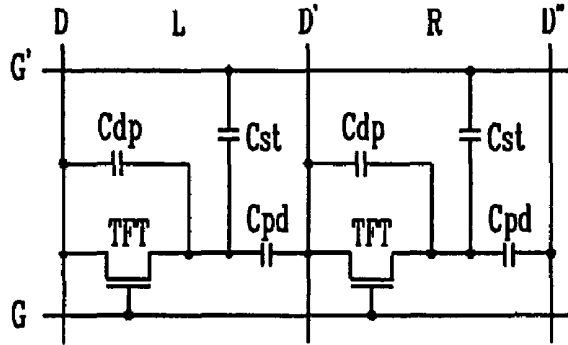 D L D' R D"
G'
Cdp Cst Cdp Cst
TFT Cpd TFT Cpd
G